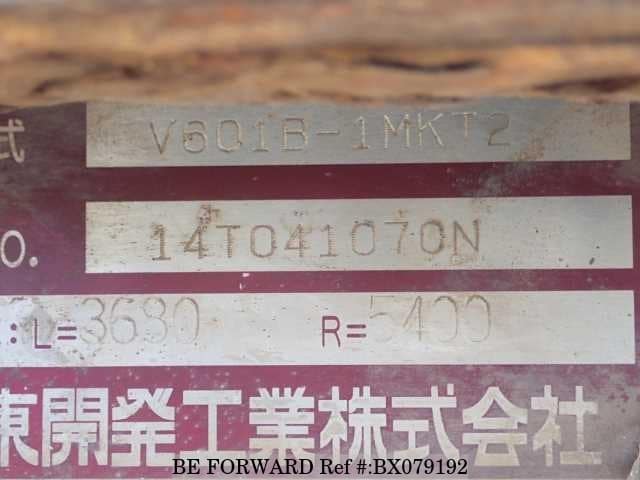 式 V601B-1MKT2
O. 14T041070N
:L=3680 R=5400
東開発工業株式会社
BE FORWARD Ref #:BX079192